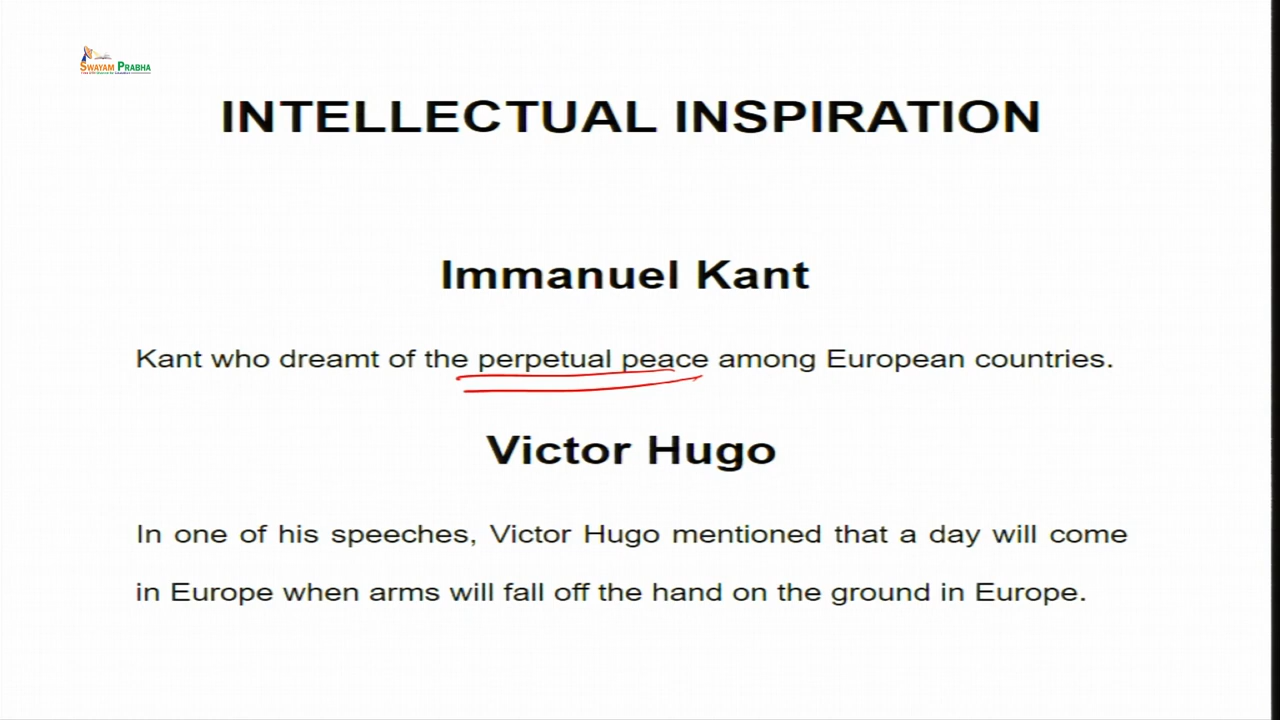 SWAYAM PRABHA
INTELLECTUAL INSPIRATION
Immanuel Kant
Kant who dreamt of the perpetual peace among European countries.
Victor Hugo
In one of his speeches, Victor Hugo mentioned that a day will come
in Europe when arms will fall off the hand on the ground in Europe.